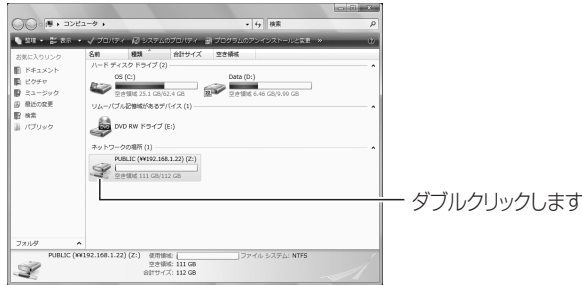 コンピュータ
検索
整理 表示 プロパティ システムのプロパティ プログラムのアンインストールと変更 »
お気に入りリンク
ドキュメント
ピクチャ
ミュージック
最近の変更
検索
パブリック
フォルダ
名前 種類 合計サイズ 空き領域
ハード ディスク ドライブ (2)
OS (C:)
空き領域 25.1 GB/62.4 GB
Data (D:)
空き領域 6.46 GB/9.99 GB
リムーバブル記憶域があるデバイス (1)
DVD RW ドライブ (E:)
ネットワークの場所 (1)
PUBLIC (¥¥192.168.1.22) (Z:)
空き領域 111 GB/112 GB
ダブルクリックします
PUBLIC (¥¥192.168.1.22) (Z:) 使用領域: ファイル システム: NTFS
空き領域: 111 GB
合計サイズ: 112 GB